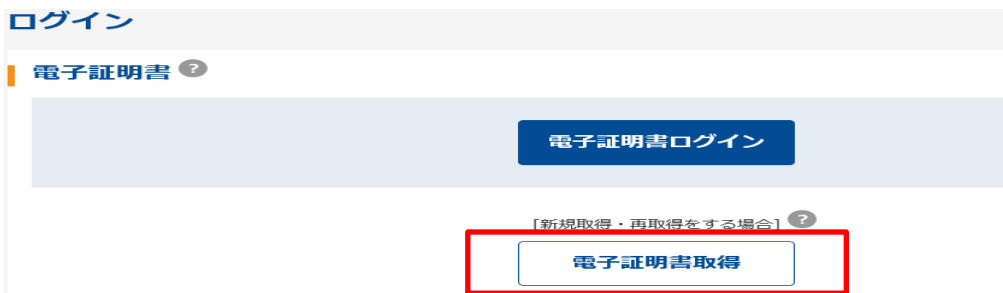 ログイン
電子証明書 ?
電子証明書ログイン
[新規取得・再取得をする場合] ?
電子証明書取得